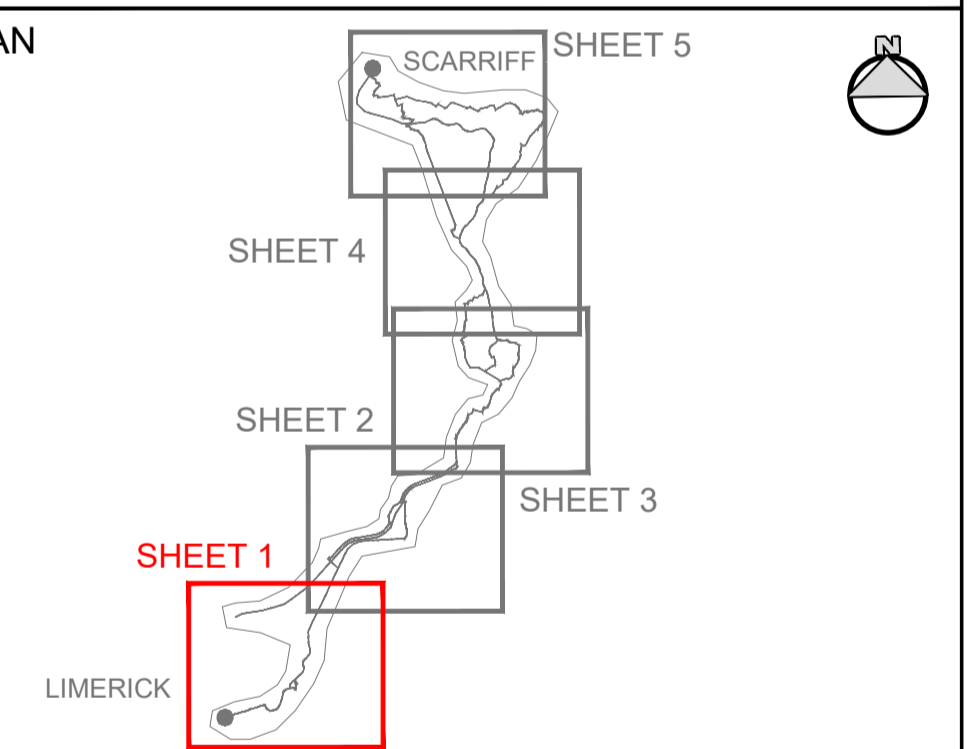 AN
N
SCARRIFF
SHEET 5
SHEET 4
SHEET 2
SHEET 3
SHEET 1
LIMERICK